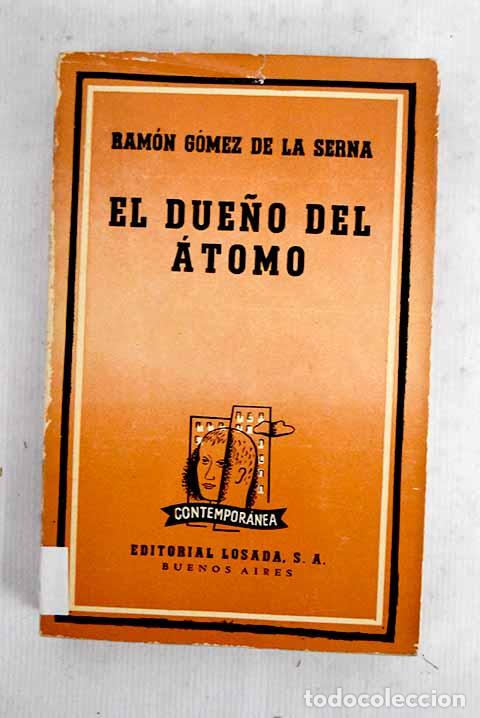 RAMÓN GÓMEZ DE LA SERNA
EL DUEÑO DEL
ÁTOMO
CONTEMPORÁNEA
EDITORIAL LOSADA, S. A.
BUENOS AIRES
todocoleccion